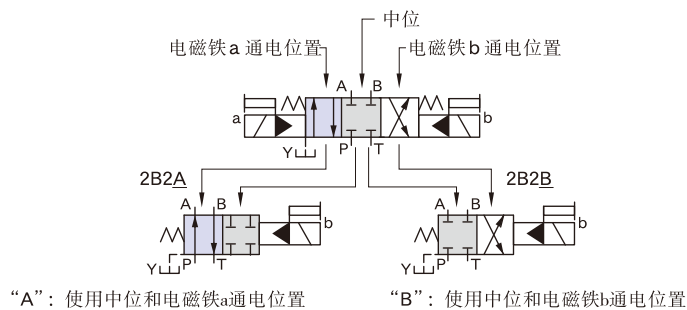 中位
电磁铁a通电位置
电磁铁b通电位置
A B
a
b
Y
P T
2B2A
2B2B
A B
b
Y P T
A B
b
Y P T
“A”：使用中位和电磁铁a通电位置
“B”：使用中位和电磁铁b通电位置